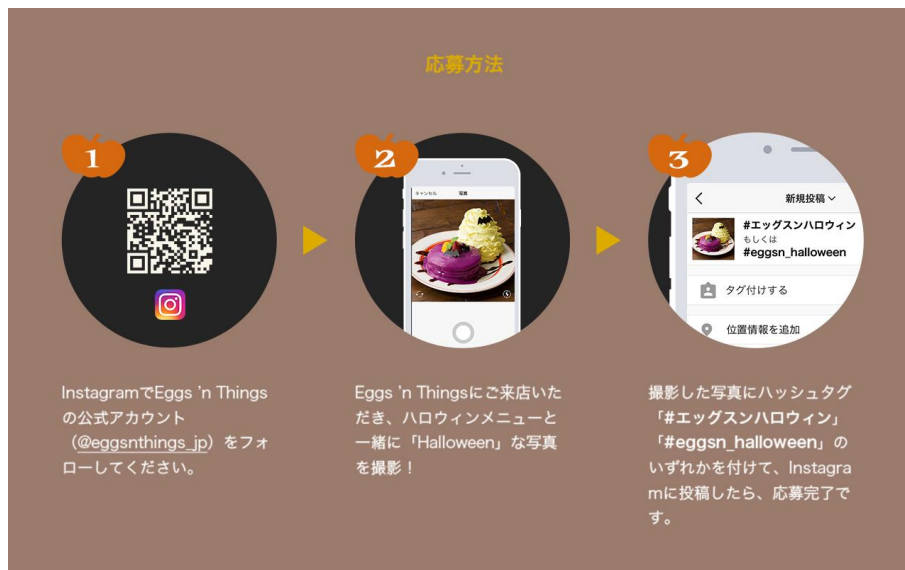 応募方法
1
2
3
キャンセル
写真
新規投稿
#エッグスンハロウィン
もしくは
#eggsn_halloween
タグ付けする
位置情報を追加
InstagramでEggs ’n Things
の公式アカウント
（@eggsnthings_jp）をフォ
ローしてください。
Eggs ’n Thingsにご来店いた
だき、ハロウィンメニューと
一緒に「Halloween」な写真
を撮影！
撮影した写真にハッシュタグ
「#エッグスンハロウィン」
「#eggsn_halloween」の
いずれかを付けて、Instagra
mに投稿したら、応募完了で
す。